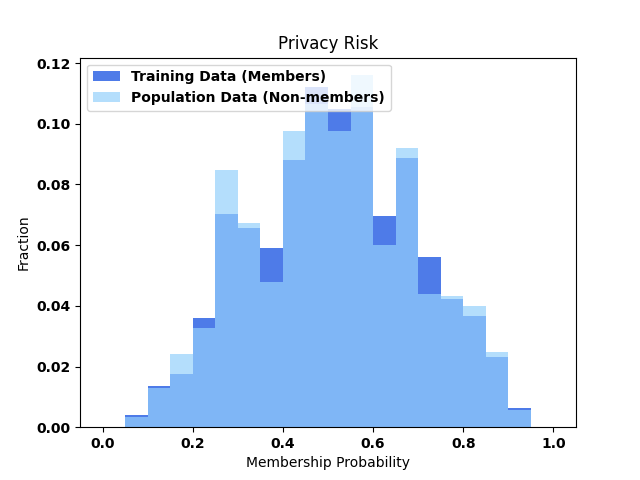 Privacy Risk
Training Data (Members)
Population Data (Non-members)
0.12
0.10
0.08
0.06
0.04
0.02
0.00
Fraction
0.0 0.2 0.4 0.6 0.8 1.0
Membership Probability